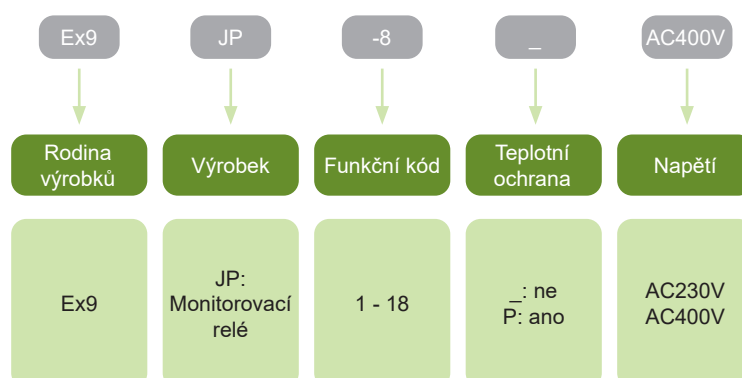 Ex9
JP
-8
_
AC400V
Rodina
výrobků
Výrobek
Funkční kód
Teplotní
ochrana
Napětí
Ex9
JP:
Monitorovací
relé
1 - 18
_: ne
P: ano
AC230V
AC400V